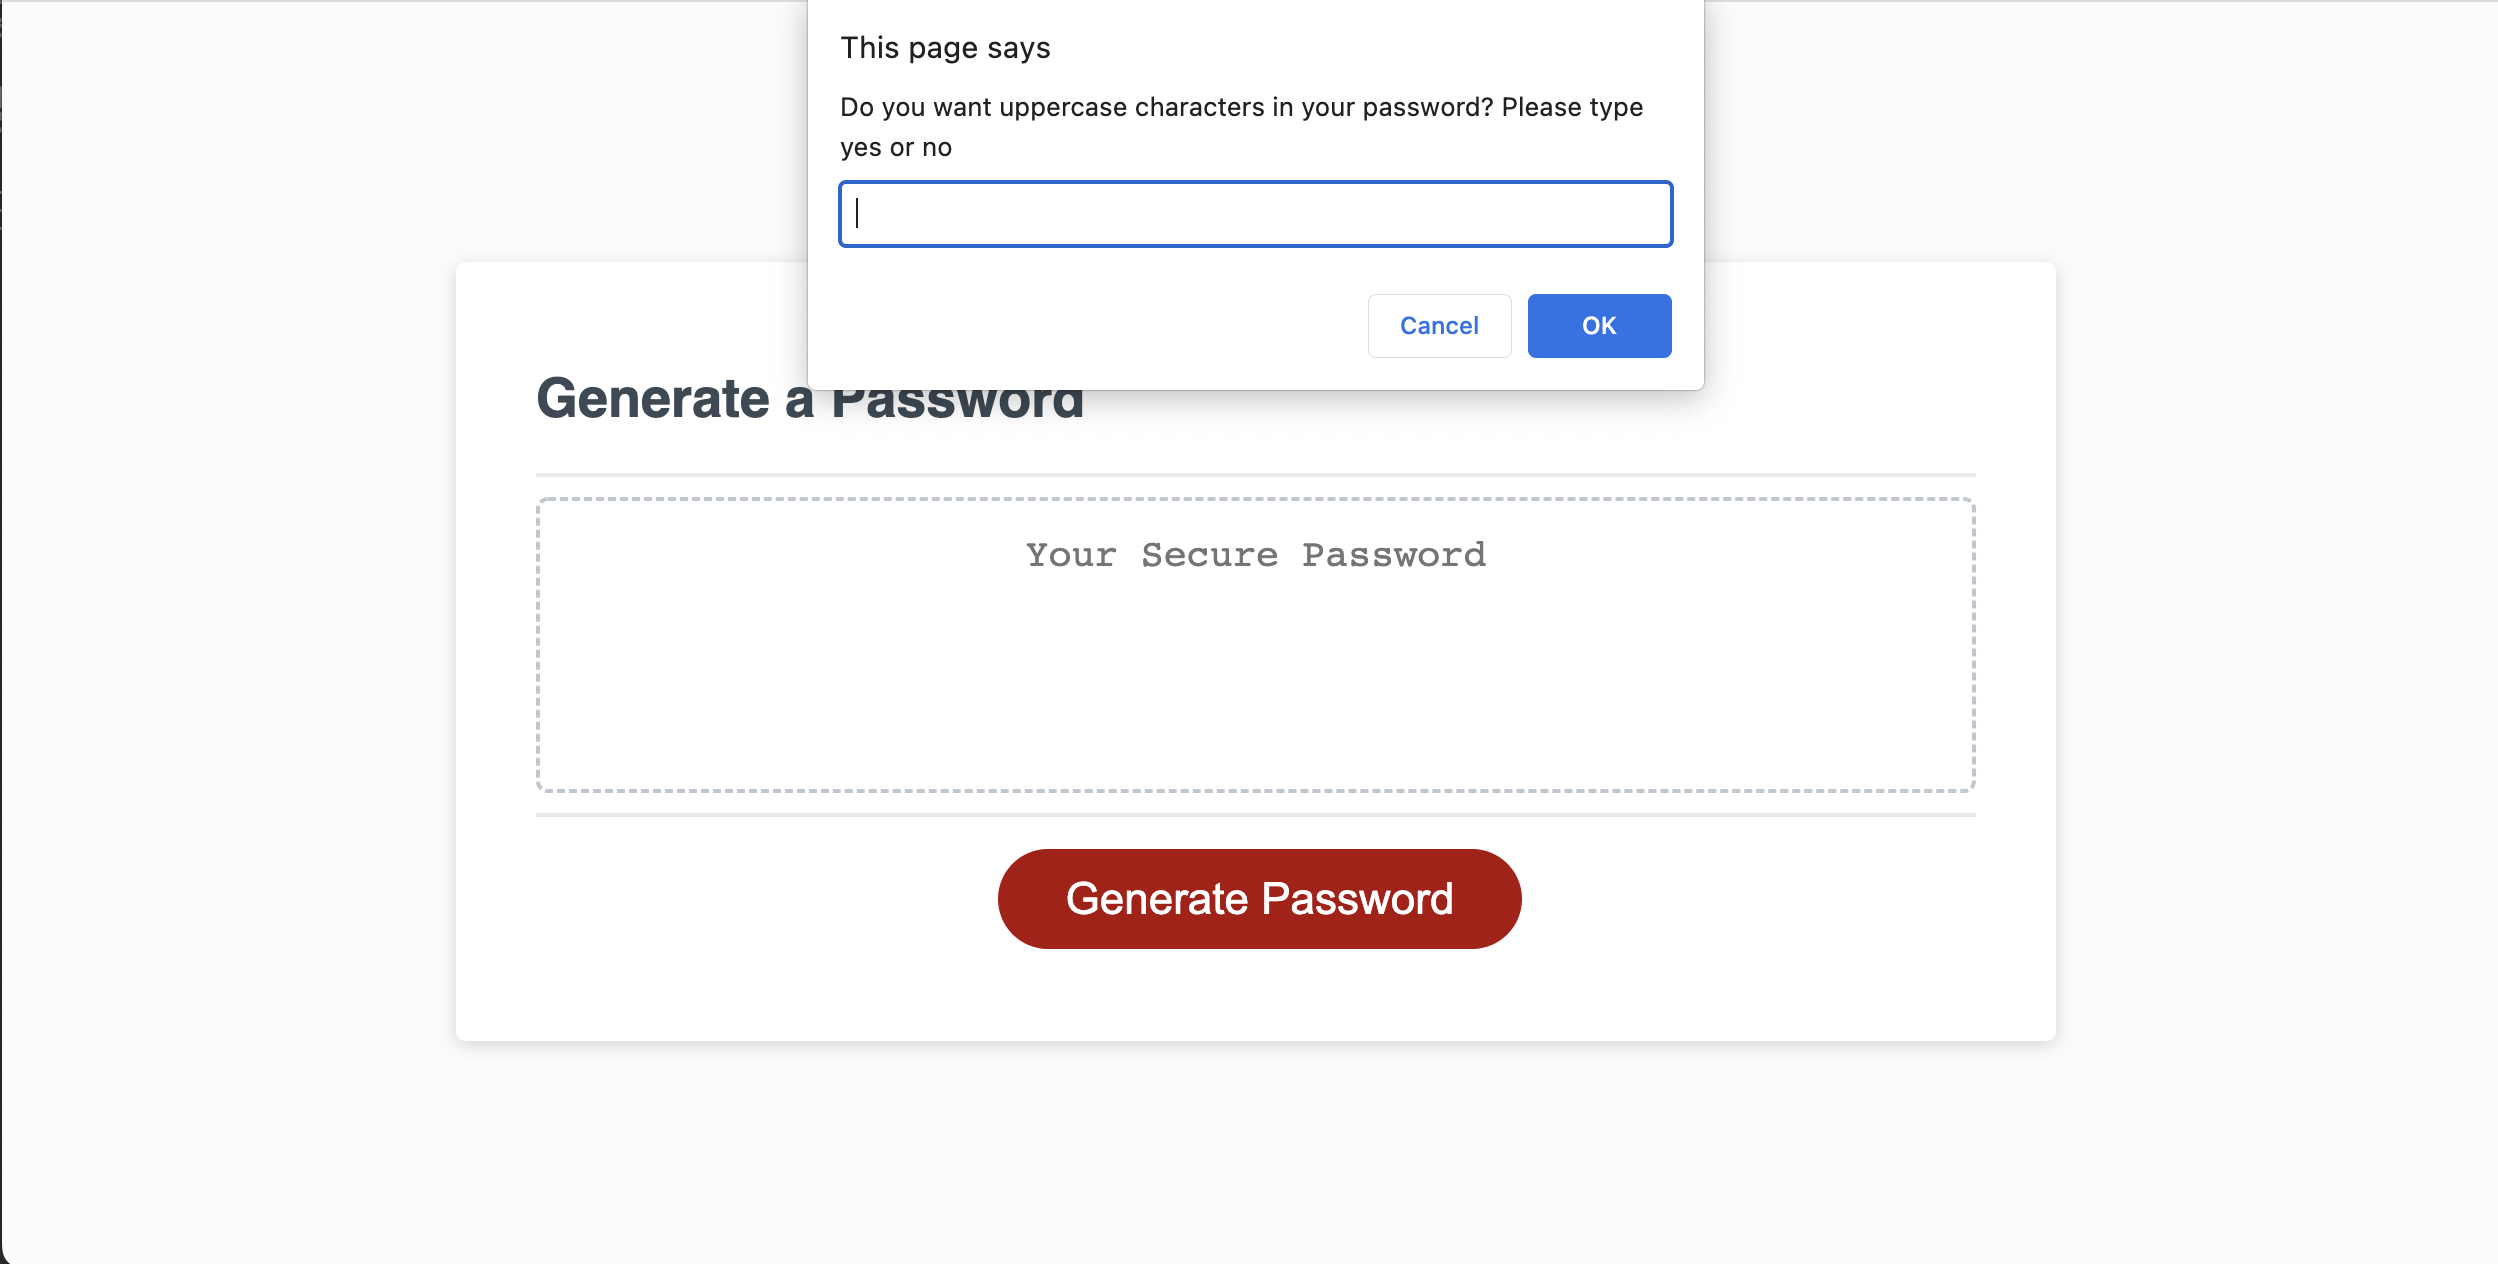 This page says
Do you want uppercase characters in your password? Please type
yes or no
Cancel
OK
Generate a Password
Your Secure Password
Generate Password